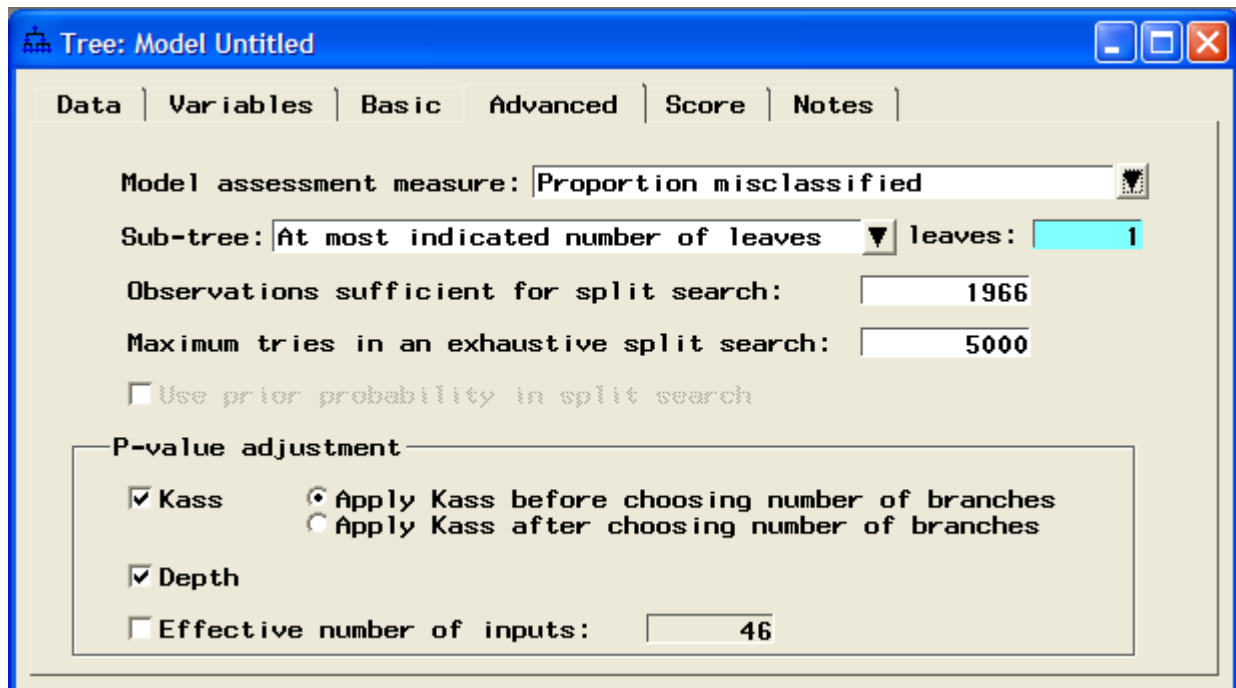 Tree: Model Untitled
Data Variables Basic Advanced Score Notes
Model assessment measure: Proportion misclassified
Sub-tree: At most indicated number of leaves leaves: 1
Observations sufficient for split search: 1966
Maximum tries in an exhaustive split search: 5000
Use prior probability in split search
P-value adjustment
Kass Apply Kass before choosing number of branches
Apply Kass after choosing number of branches
Depth
Effective number of inputs: 46